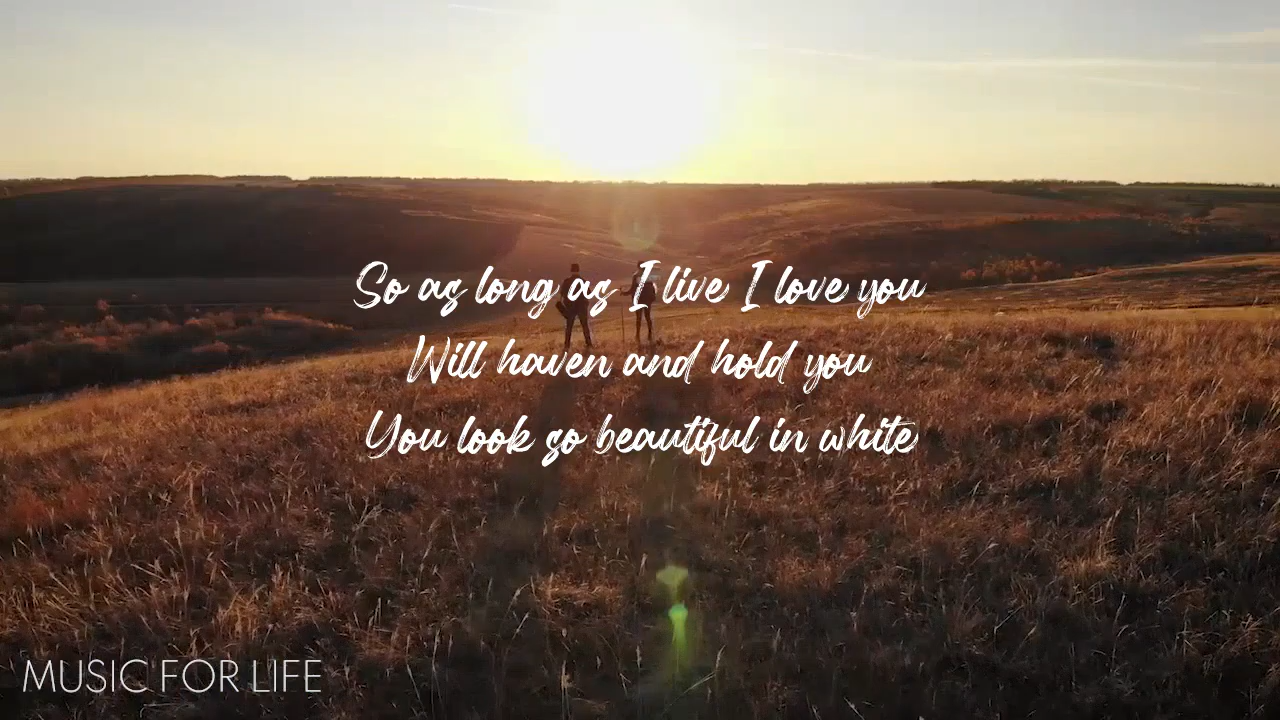 So as long as I live I love you
Will haven and hold you
You look so beautiful in white
MUSIC FOR LIFE